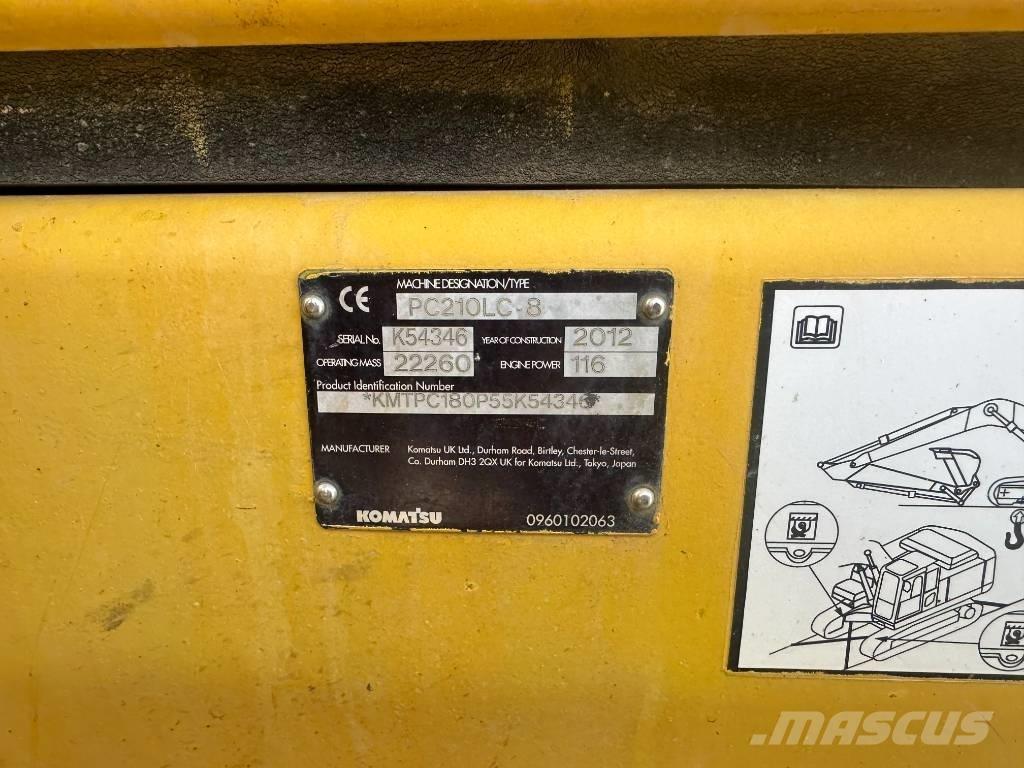 CE
MACHINE DESIGNATION/TYPE
PC210LC-8
SERIAL No. K54346 YEAR OF CONSTRUCTION 2012
OPERATING MASS 22260 ENGINE POWER 116
Product Identification Number
*KMTPC180P55K54346*
MANUFACTURER Komatsu UK Ltd., Durham Road, Birtley, Chester-le-Street,
Co. Durham DH3 2QX UK for Komatsu Ltd., Tokyo, Japan
KOMATSU 0960102063
MASCUS